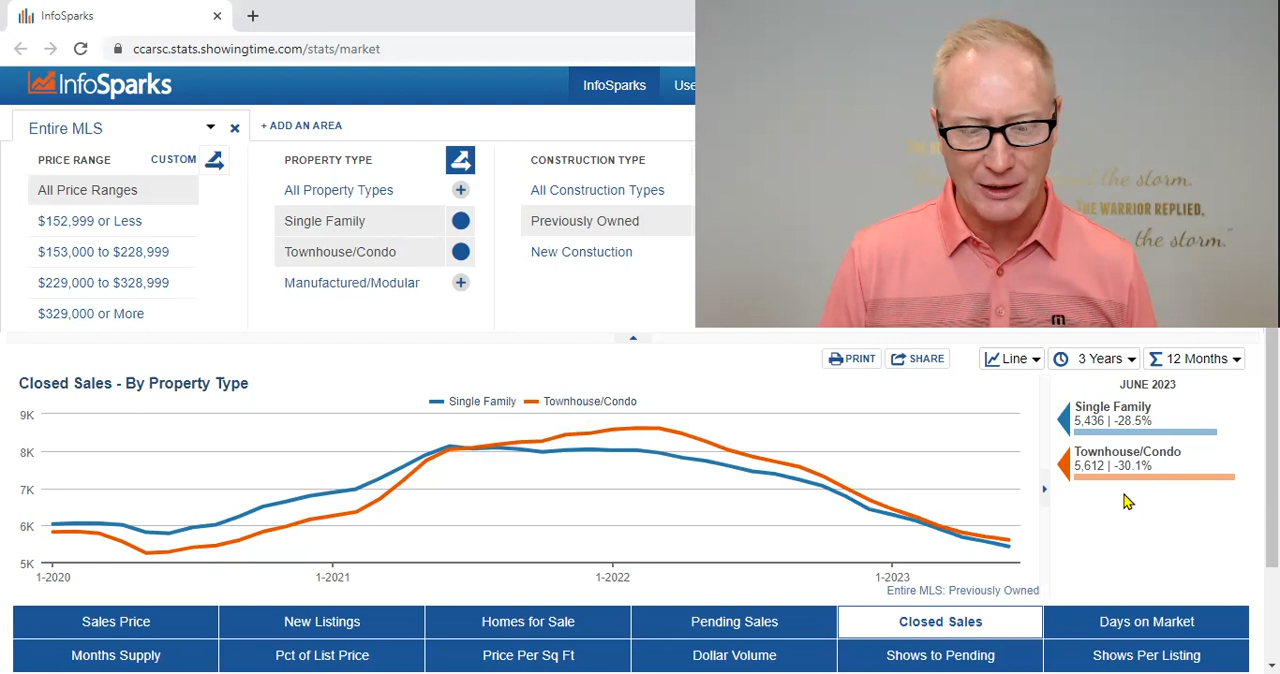 InfoSparks
ccarsc.stats.showingtime.com/stats/market
InfoSparks
InfoSparks
Use
Entire MLS
+ ADD AN AREA
PRICE RANGE
CUSTOM
PROPERTY TYPE
CONSTRUCTION TYPE
All Price Ranges
All Property Types
All Construction Types
$152,999 or Less
Single Family
Previously Owned
$153,000 to $228,999
Townhouse/Condo
New Constuction
$229,000 to $328,999
Manufactured/Modular
$329,000 or More
the storm.
THE WARRIOR REPLIED,
the storm."
PRINT
SHARE
Line
3 Years
12 Months
Closed Sales - By Property Type
JUNE 2023
Single Family
Townhouse/Condo
Single Family
5,436 | -28.5%
Townhouse/Condo
5,612 | -30.1%
9K
8K
7K
6K
5K
1-2020
1-2021
1-2022
1-2023
Entire MLS: Previously Owned
Sales Price
New Listings
Homes for Sale
Pending Sales
Closed Sales
Days on Market
Months Supply
Pct of List Price
Price Per Sq Ft
Dollar Volume
Shows to Pending
Shows Per Listing